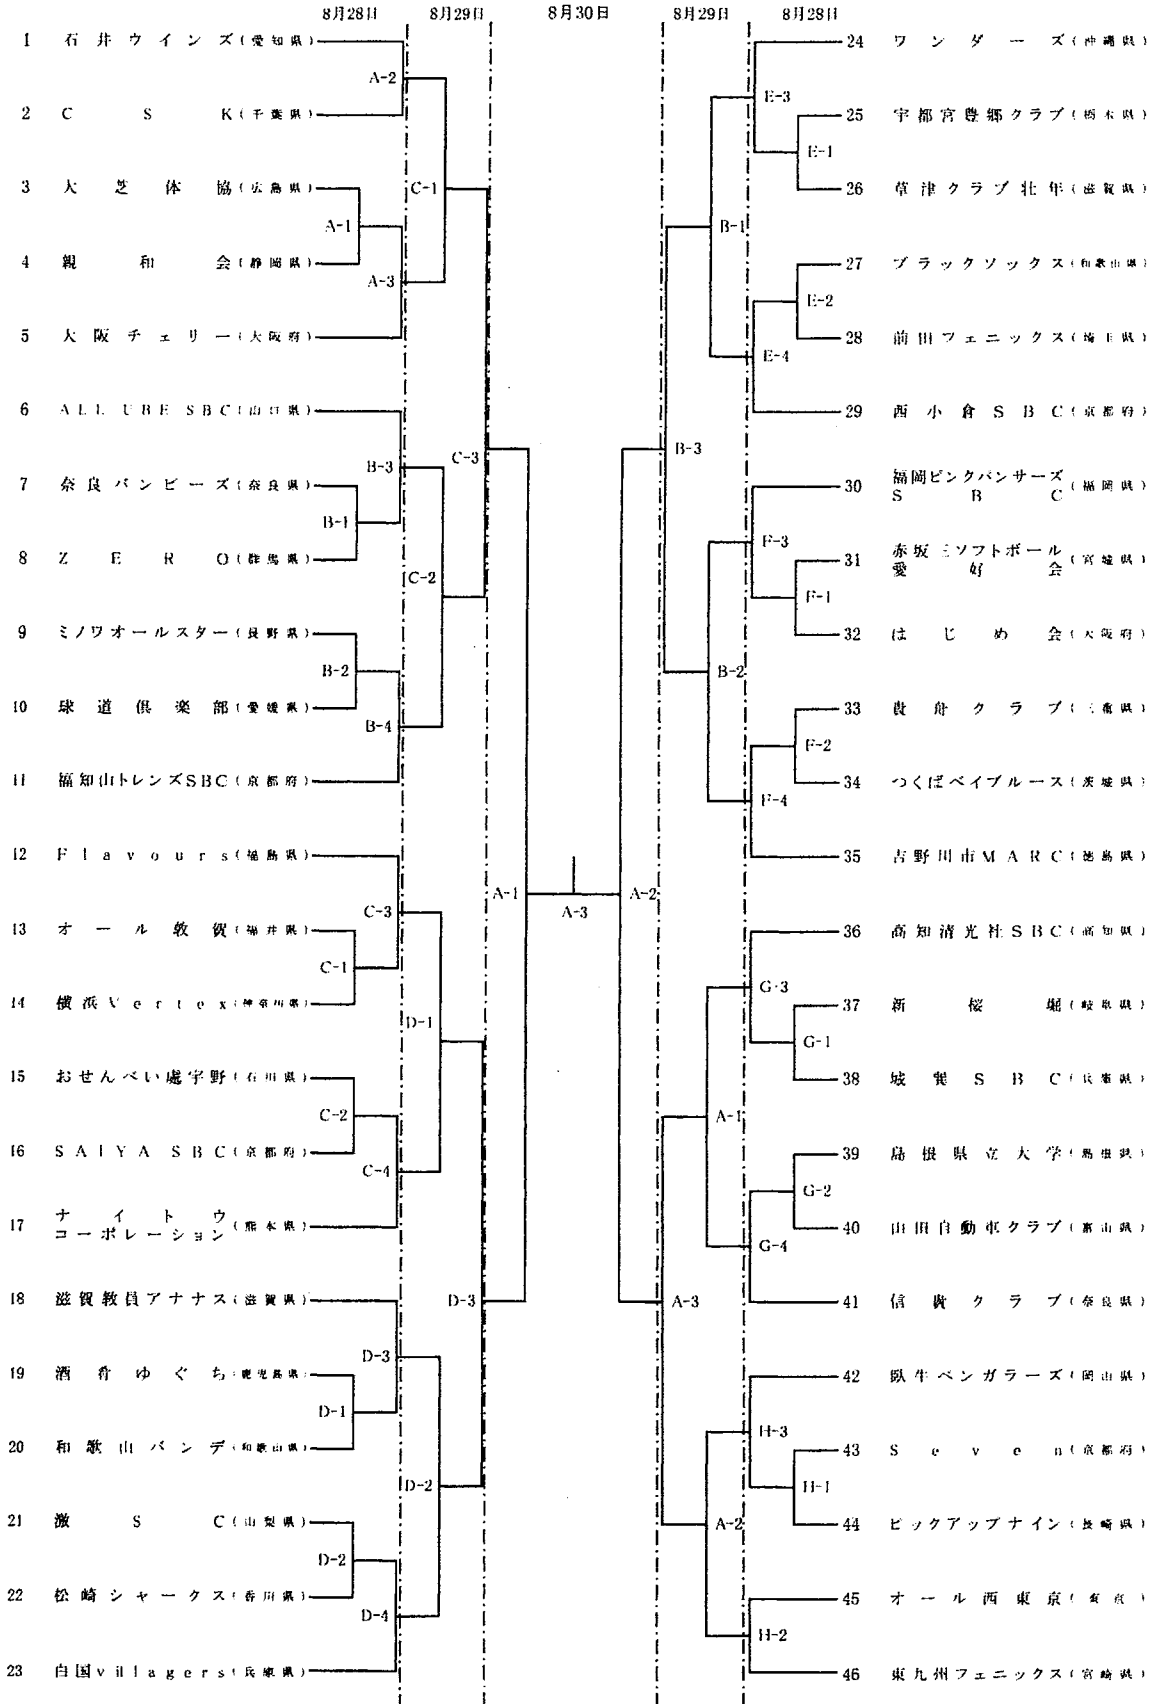 8月28日 8月29日 8月30日 8月29日 8月28日
1 石井ウインズ(愛知県)
A-2
2 CSK(千葉県)
C-1
3 大芝体協(広島県)
A-1
4 親和会(静岡県)
A-3
5 大阪チェリー(大阪府)
6 ALL UBE SBC(山口県)
B-3
C-3
7 奈良バンビーズ(奈良県)
B-1
8 ZERO(群馬県)
C-2
9 ミノワオールスター(長野県)
B-2
10 球道倶楽部(愛媛県)
B-4
11 福知山トレンズSBC(京都府)
12 Flavours(福島県)
A-1
C-3
13 オール敦賀(福井県)
C-1
14 横浜Vertex(神奈川県)
D-1
15 おせんべい處宇野(石川県)
C-2
16 SAIYA SBC(京都府)
C-4
17 ナイトウ
コーポレーション(熊本県)
18 滋賀教員アナナス(滋賀県)
D-3
D-3
19 酒肴ゆぐち(鹿児島県)
D-1
20 和歌山バンデ(和歌山県)
D-2
21 激SC(山梨県)
D-2
22 松崎シャークス(香川県)
D-4
23 白国villagers(兵庫県)
A-3
24 ワンダーズ(沖縄県)
E-3
25 宇都宮豊郷クラブ(栃木県)
E-1
26 草津クラブ壮年(滋賀県)
B-1
27 ブラックソックス(和歌山県)
E-2
28 前田フェニックス(埼玉県)
E-4
29 西小倉SBC(京都府)
B-3
30 福岡ピンクパンサーズ
SBC(福岡県)
F-3
31 赤坂三ソフトボール
愛好会(宮城県)
F-1
32 はじめ会(大阪府)
B-2
33 貴舟クラブ(三重県)
F-2
34 つくばベイブルース(茨城県)
F-4
35 吉野川市MARC(徳島県)
A-2
36 高知清光社SBC(高知県)
G-3
37 新桜堀(岐阜県)
G-1
38 城巽SBC(兵庫県)
A-1
39 島根県立大学(島根県)
G-2
40 山田自動車クラブ(富山県)
G-4
41 信貴クラブ(奈良県)
A-3
42 臥牛ベンガラーズ(岡山県)
H-3
43 Seven(京都府)
H-1
44 ピックアップナイン(長崎県)
A-2
45 オール西東京(東京)
H-2
46 東九州フェニックス(宮崎県)